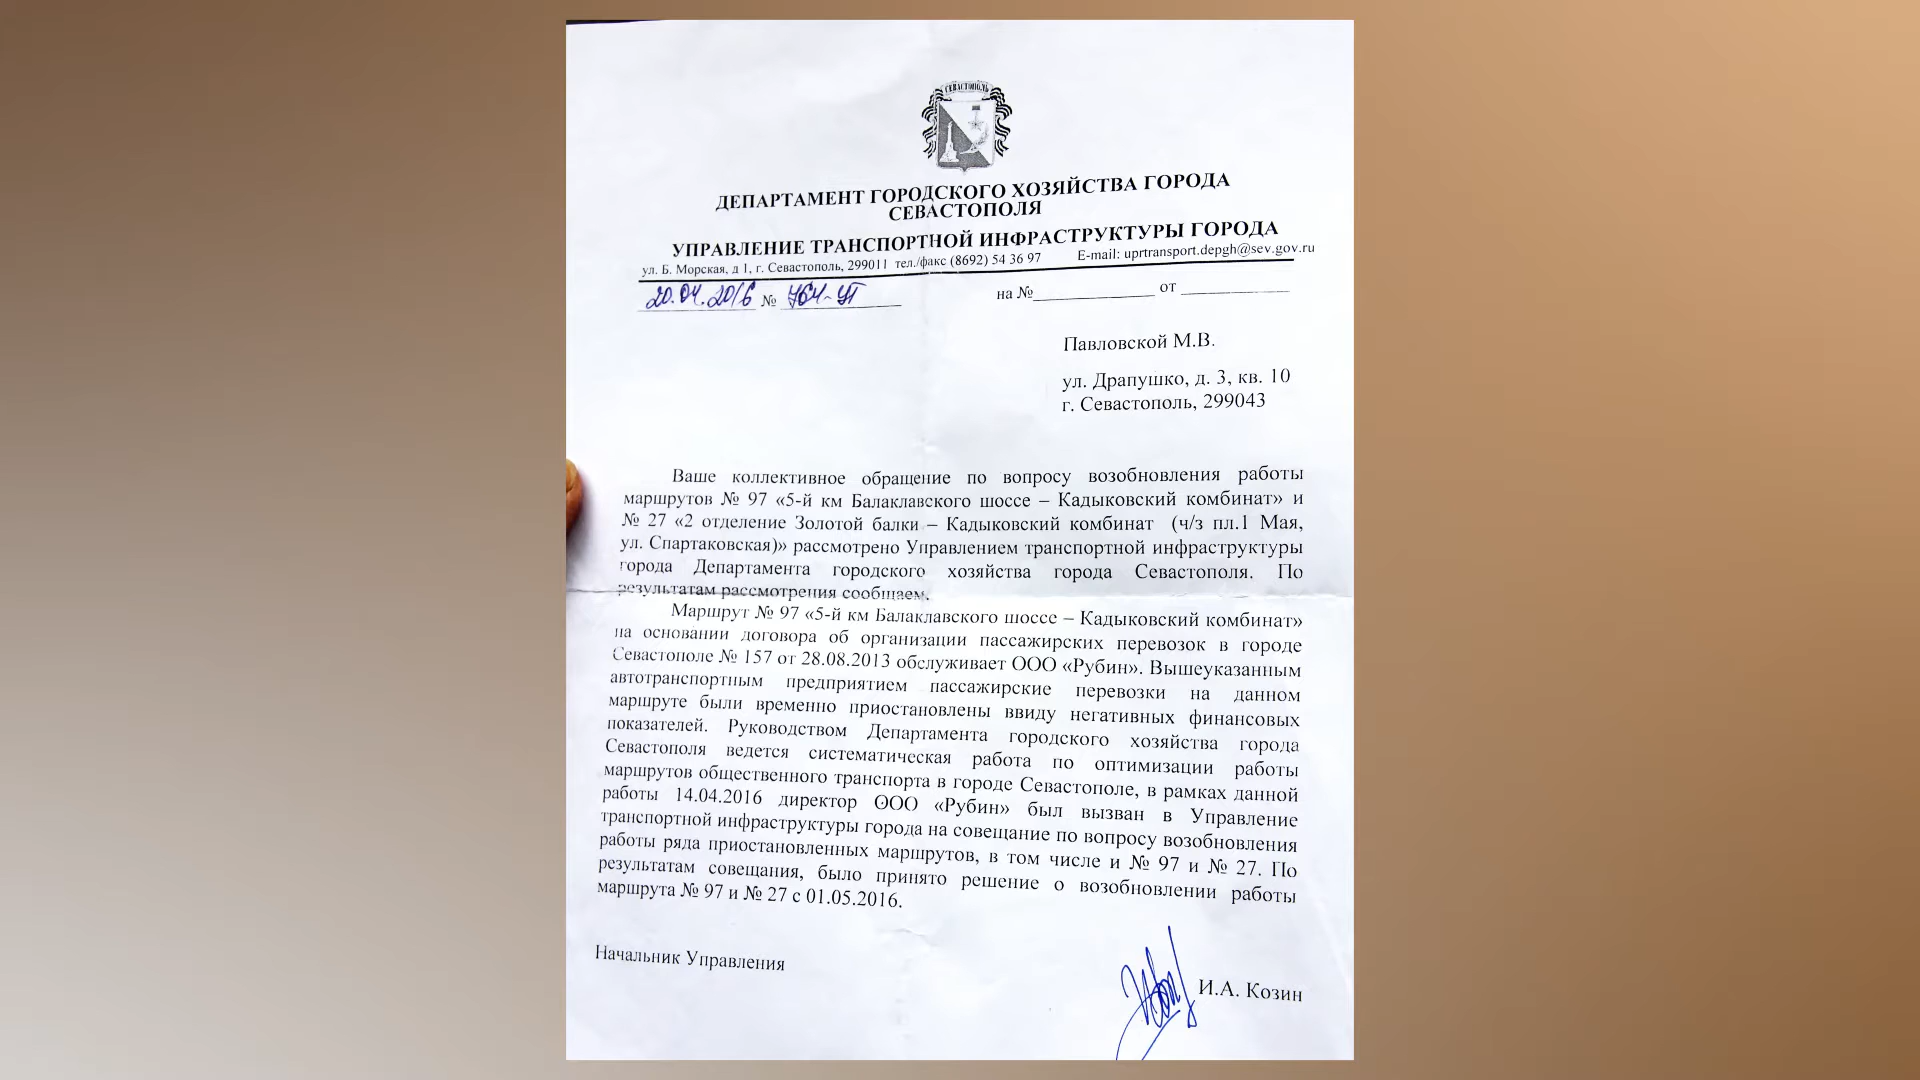 СЕВАСТОПОЛЬ
ДЕПАРТАМЕНТ ГОРОДСКОГО ХОЗЯЙСТВА ГОРОДА
СЕВАСТОПОЛЯ
УПРАВЛЕНИЕ ТРАНСПОРТНОЙ ИНФРАСТРУКТУРЫ ГОРОДА
ул. Б. Морская, д 1, г. Севастополь, 299011 тел./факс (8692) 54 36 97 E-mail: uprtransport.depgh@sev.gov.ru
20.04.2016 № 764-УТ на № от
Павловской М.В.
ул. Драпушко, д. 3, кв. 10
г. Севастополь, 299043
Ваше коллективное обращение по вопросу возобновления работы
маршрутов № 97 «5-й км Балаклавского шоссе – Кадыковский комбинат» и
№ 27 «2 отделение Золотой балки – Кадыковский комбинат (ч/з пл.1 Мая,
ул. Спартаковская)» рассмотрено Управлением транспортной инфраструктуры
города Департамента городского хозяйства города Севастополя. По
результатам рассмотрения сообщаем.
Маршрут № 97 «5-й км Балаклавского шоссе – Кадыковский комбинат»
на основании договора об организации пассажирских перевозок в городе
Севастополе № 157 от 28.08.2013 обслуживает ООО «Рубин». Вышеуказанным
автотранспортным предприятием пассажирские перевозки на данном
маршруте были временно приостановлены ввиду негативных финансовых
показателей. Руководством Департамента городского хозяйства города
Севастополя ведется систематическая работа по оптимизации работы
маршрутов общественного транспорта в городе Севастополе, в рамках данной
работы 14.04.2016 директор ООО «Рубин» был вызван в Управление
транспортной инфраструктуры города на совещание по вопросу возобновления
работы ряда приостановленных маршрутов, в том числе и № 97 и № 27. По
результатам совещания, было принято решение о возобновлении работы
маршрута № 97 и № 27 с 01.05.2016.
Начальник Управления
И.А. Козин